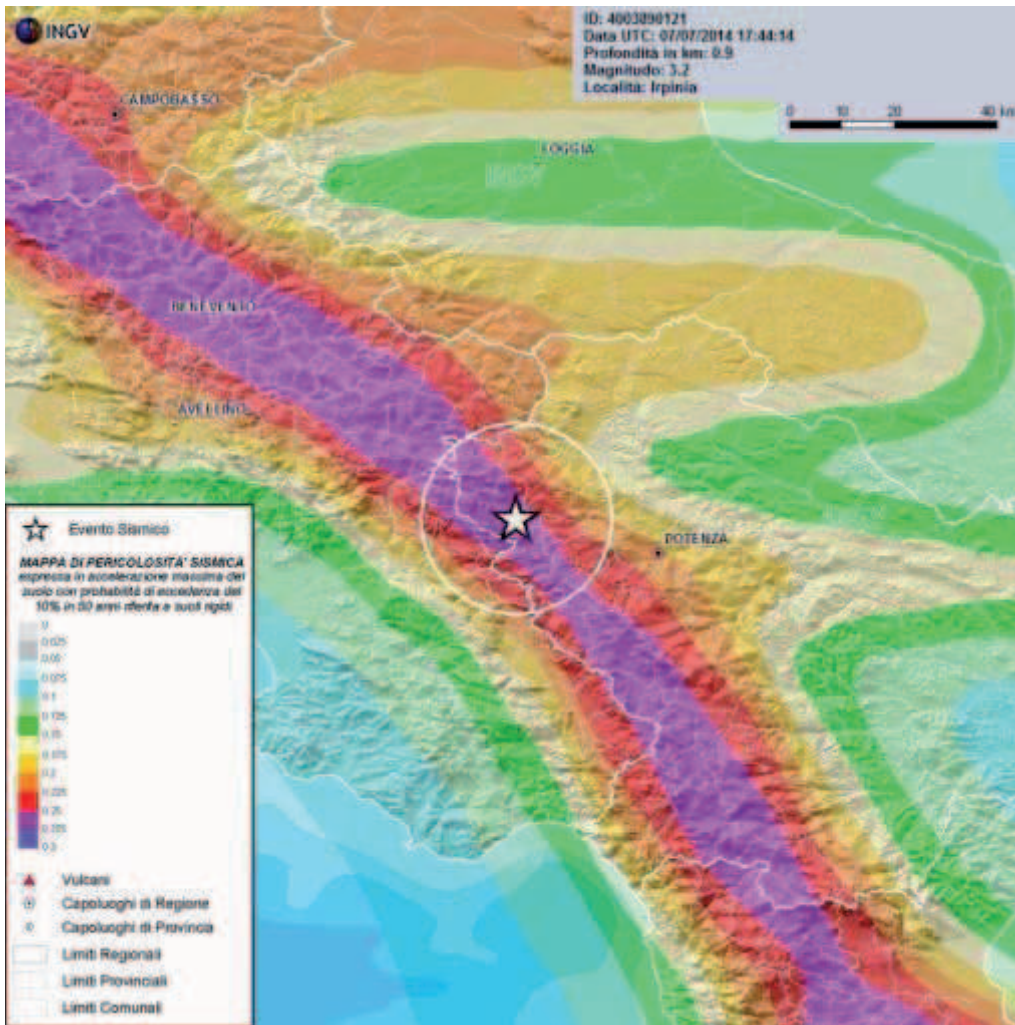 INGV
ID: 4003890121
Data UTC: 07/07/2014 17:44:14
Profondità in km: 0.9
Magnitudo: 3.2
Località: Irpinia
0 10 20 40 km
CAMPOBASSO
FOGGIA
INGV
BENEVENTO
AVELLINO
POTENZA
INGV
Evento Sismico
MAPPA DI PERICOLOSITA' SISMICA
espressa in accelerazione massima del
suolo con probabilità di eccedenza del
10% in 50 anni riferita a suoli rigidi
0
0.025
0.05
0.075
0.1
0.125
0.15
0.175
0.2
0.225
0.25
0.275
0.3
Vulcani
Capoluoghi di Regione
Capoluoghi di Provincia
Limiti Regionali
Limiti Provinciali
Limiti Comunali